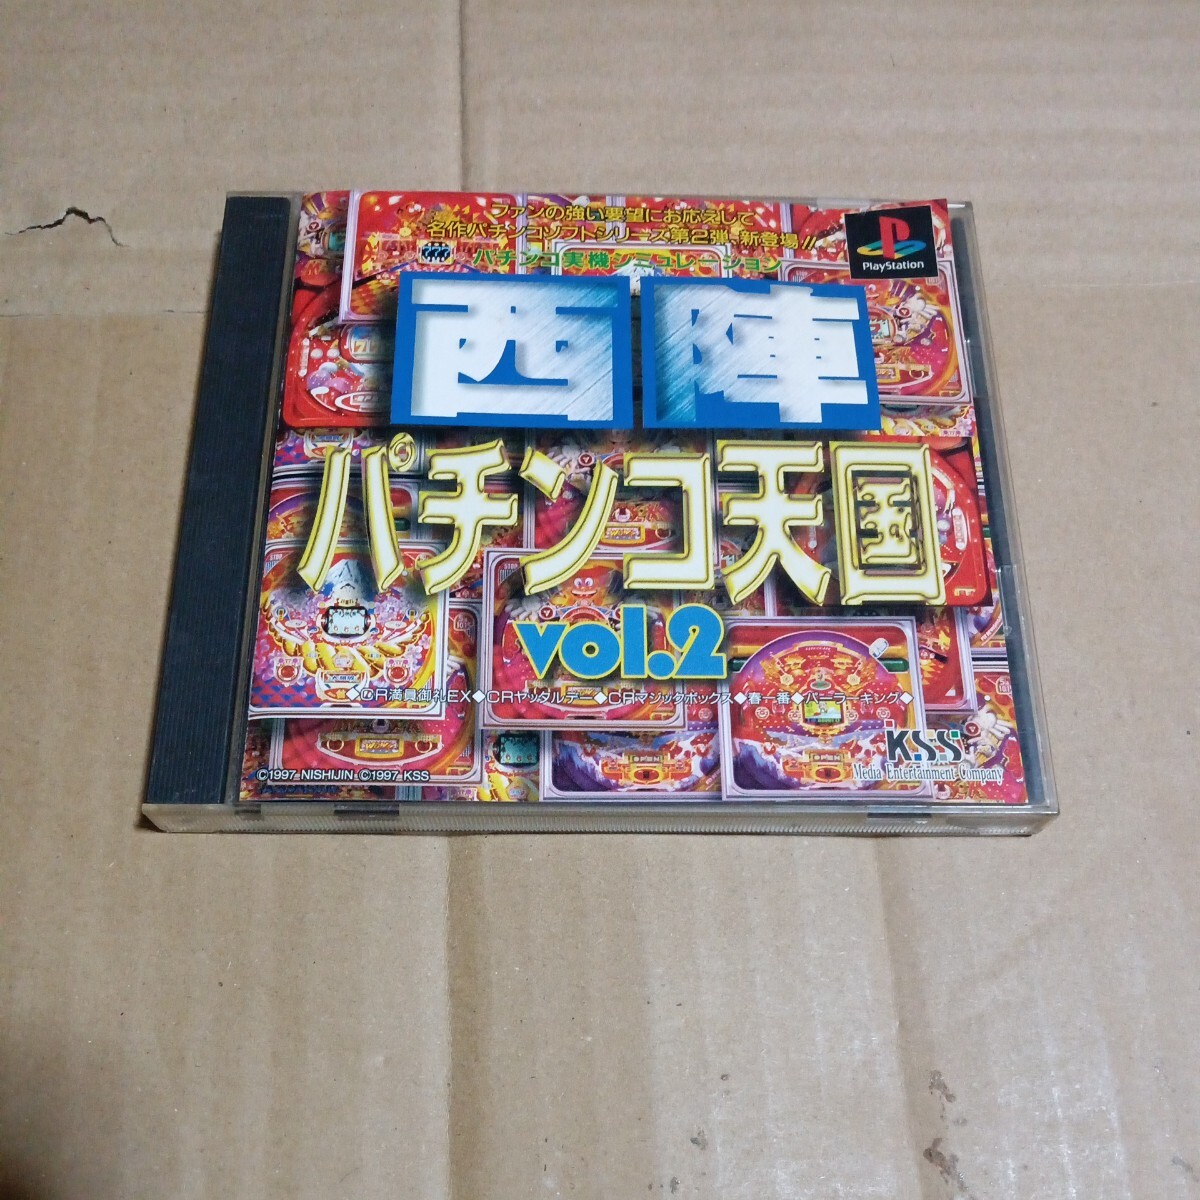 ファンの強い要望にお応えして
名作パチンコソフトシリーズ第2弾、新登場!!
パチンコ実機シミュレーション
PlayStation
西陣
パチンコ天国
vol.2
◆CR満員御礼EX◆CRヤッタルデー◆CRマジックボックス◆春一番◆パーラーキング◆
KSS
Media Entertainment Company
©1997 NISHIJIN ©1997 KSS